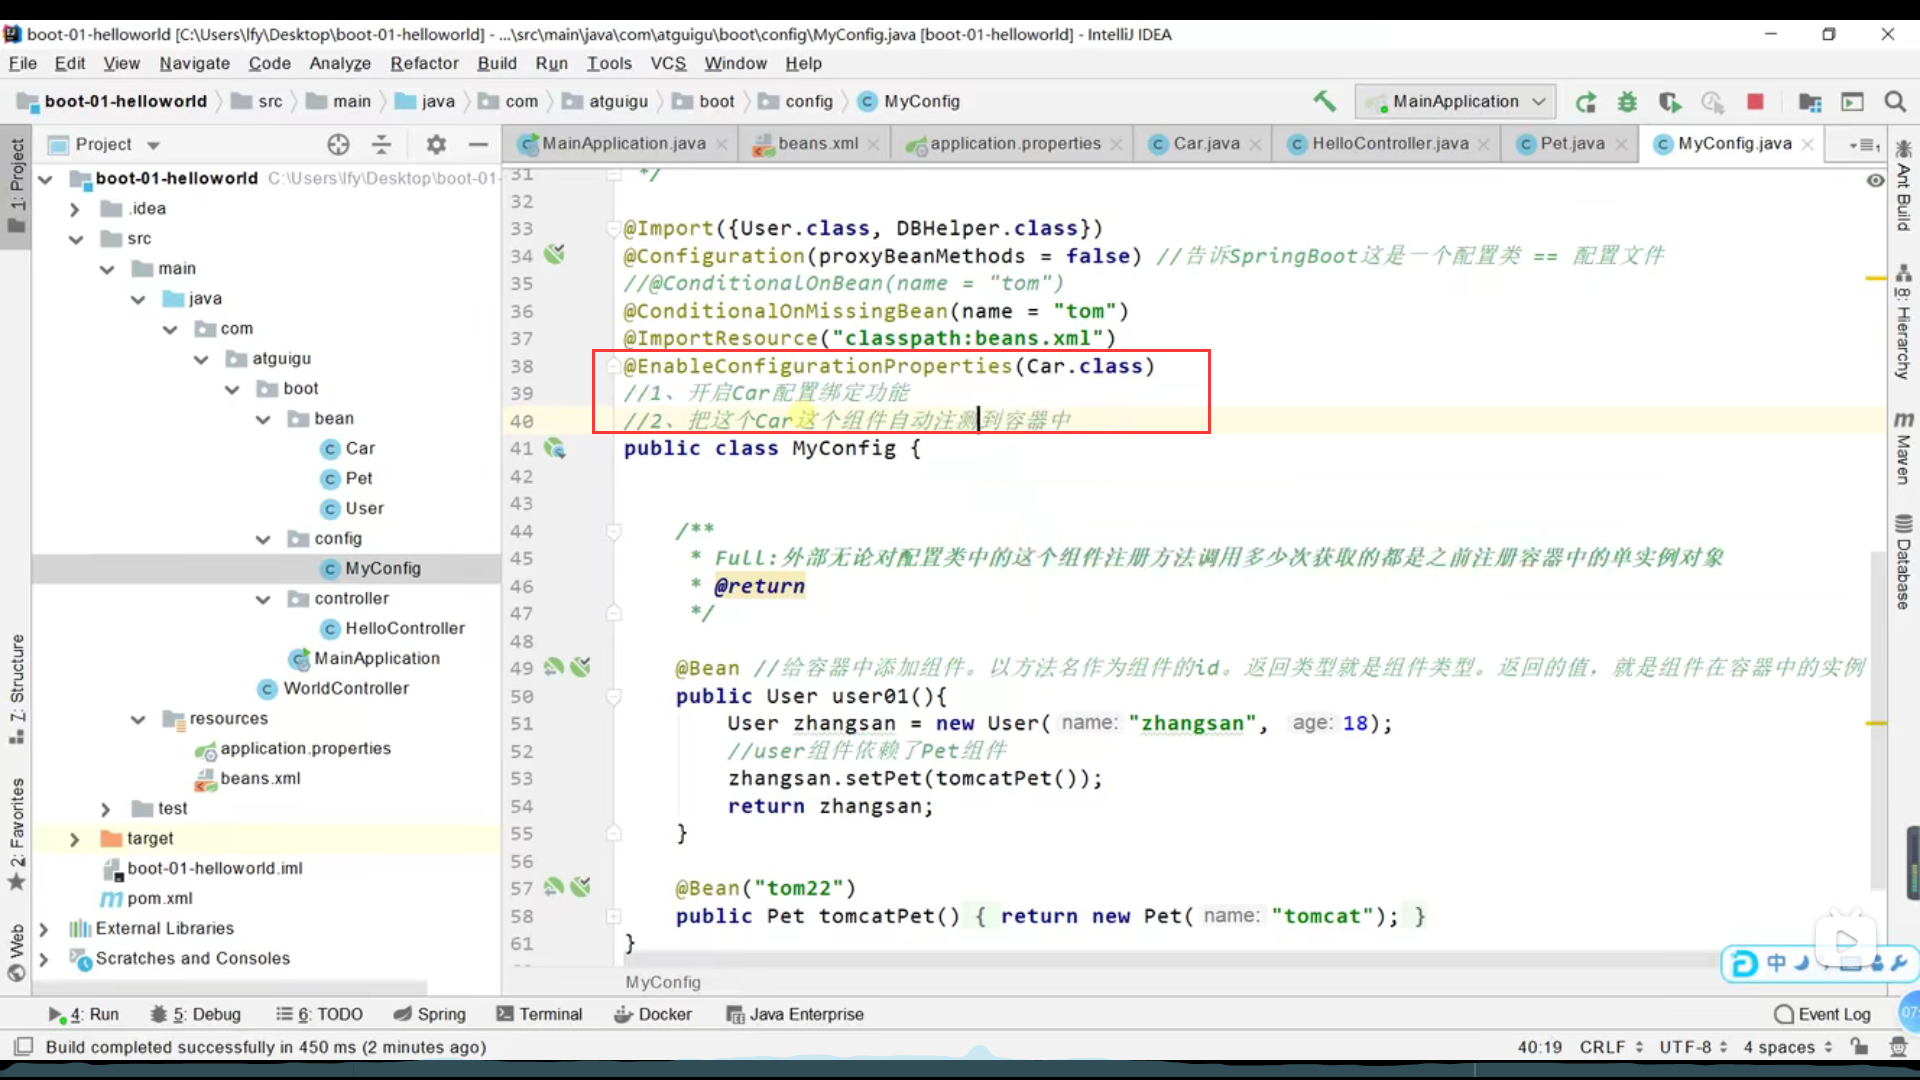 boot-01-helloworld [C:\Users\lfy\Desktop\boot-01-helloworld] - ...\src\main\java\com\atguigu\boot\config\MyConfig.java [boot-01-helloworld] - IntelliJ IDEA
File Edit View Navigate Code Analyze Refactor Build Run Tools VCS Window Help
boot-01-helloworld src main java com atguigu boot config MyConfig MainApplication
Project
MainApplication.java beans.xml application.properties Car.java HelloController.java Pet.java MyConfig.java
1: Project
Z: Structure
2: Favorites
Web
boot-01-helloworld C:\Users\lfy\Desktop\boot-01-
.idea
src
main
java
com
atguigu
boot
bean
Car
Pet
User
config
MyConfig
controller
HelloController
MainApplication
WorldController
resources
application.properties
beans.xml
test
target
boot-01-helloworld.iml
pom.xml
External Libraries
Scratches and Consoles
31 */
32
33 @Import({User.class, DBHelper.class})
34 @Configuration(proxyBeanMethods = false) //告诉SpringBoot这是一个配置类 == 配置文件
35 //@ConditionalOnBean(name = "tom")
36 @ConditionalOnMissingBean(name = "tom")
37 @ImportResource("classpath:beans.xml")
38 @EnableConfigurationProperties(Car.class)
39 //1、开启Car配置绑定功能
40 //2、把这个Car这个组件自动注测到容器中
41 public class MyConfig {
42
43
44 /**
45 * Full:外部无论对配置类中的这个组件注册方法调用多少次获取的都是之前注册容器中的单实例对象
46 * @return
47 */
48
49 @Bean //给容器中添加组件。以方法名作为组件的id。返回类型就是组件类型。返回的值，就是组件在容器中的实例
50 public User user01(){
51 User zhangsan = new User( name: "zhangsan", age: 18);
52 //user组件依赖了Pet组件
53 zhangsan.setPet(tomcatPet());
54 return zhangsan;
55 }
56
57 @Bean("tom22")
58 public Pet tomcatPet() { return new Pet( name: "tomcat"); }
61 }
MyConfig
Ant Build
8: Hierarchy
Maven
Database
中
4: Run 5: Debug 6: TODO Spring Terminal Docker Java Enterprise Event Log
Build completed successfully in 450 ms (2 minutes ago) 40:19 CRLF UTF-8 4 spaces